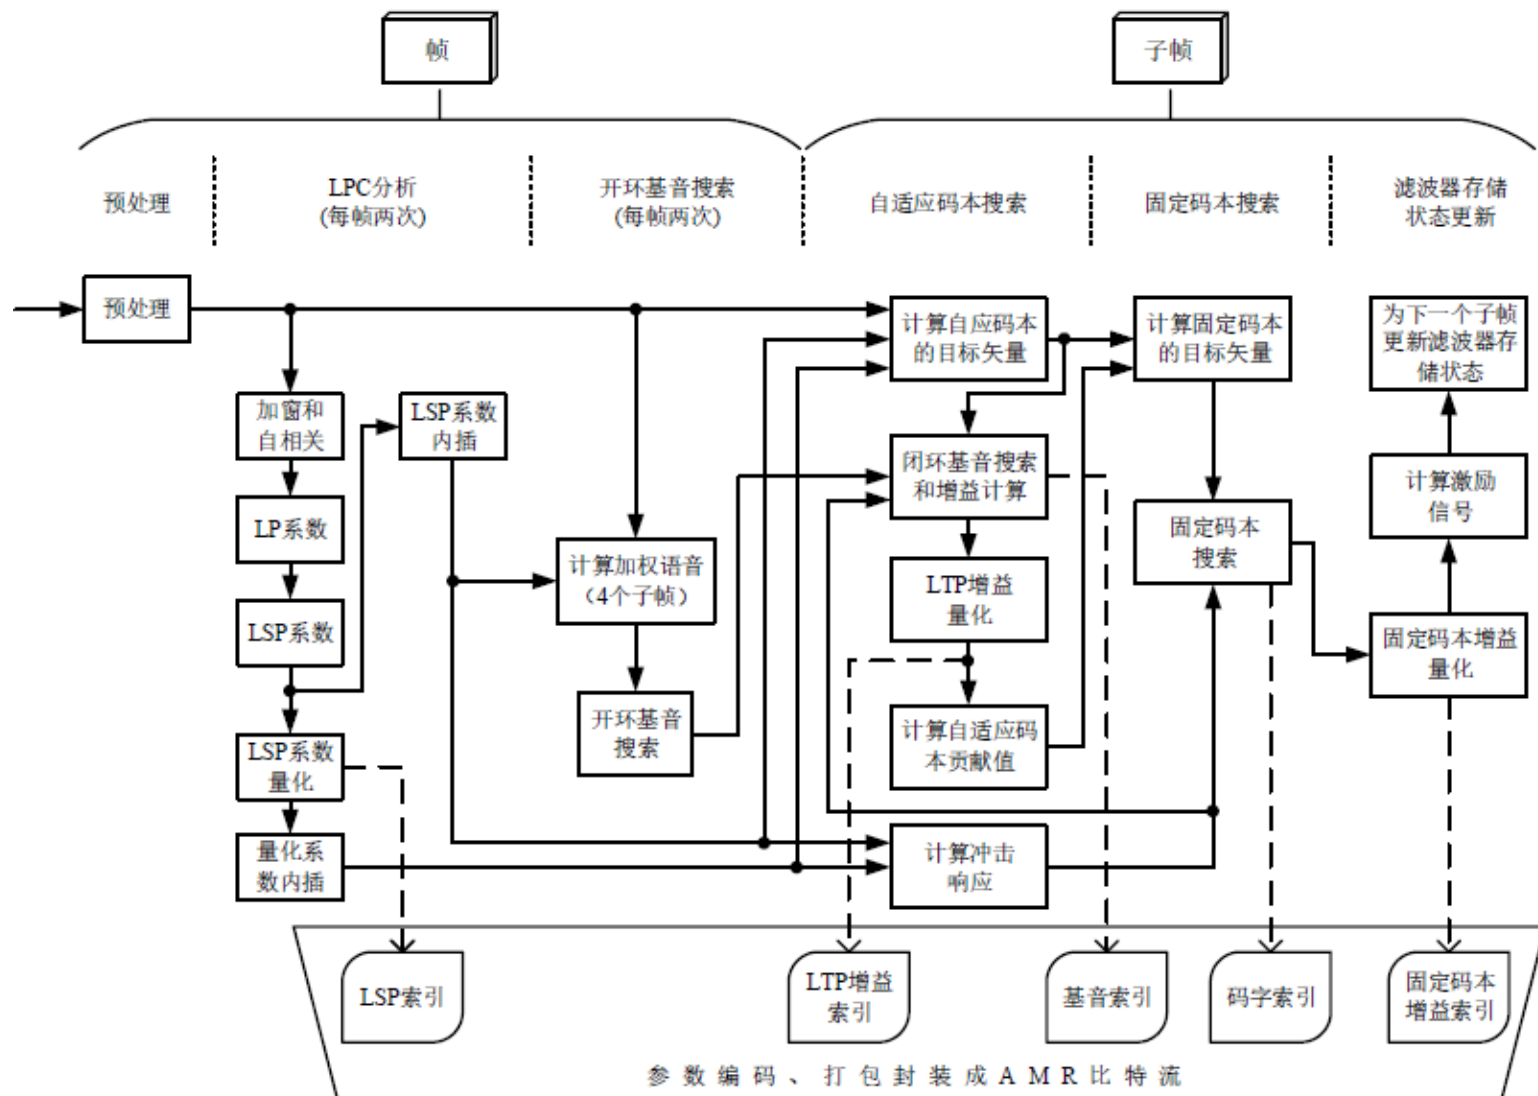 帧
子帧
预处理
LPC分析
(每帧两次)
开环基音搜索
(每帧两次)
自适应码本搜索
固定码本搜索
滤波器存储
状态更新
预处理
计算自应码本
的目标矢量
计算固定码本
的目标矢量
为下一个子帧
更新滤波器存
储状态
加窗和
自相关
LSP系数
内插
闭环基音搜索
和增益计算
计算激励
信号
LP系数
固定码本
搜索
计算加权语音
（4个子帧）
LTP增益
量化
LSP系数
固定码本增益
量化
开环基音
搜索
计算自适应码
本贡献值
LSP系数
量化
量化系
数内插
计算冲击
响应
LSP索引
LTP增益
索引
基音索引
码字索引
固定码本
增益索引
参数编码、打包封装成AMR比特流